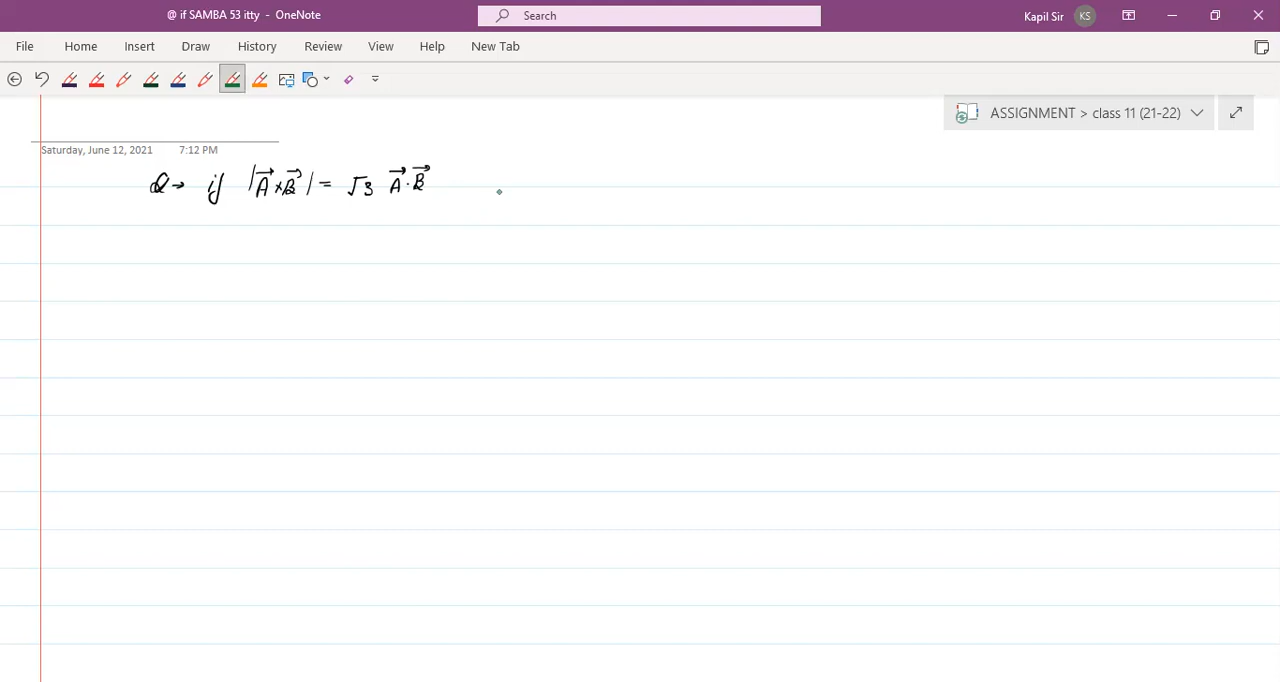 @ if SAMBA 53 itty - OneNote
Search
Kapil Sir KS
File Home Insert Draw History Review View Help New Tab
ASSIGNMENT > class 11 (21-22)
Saturday, June 12, 2021 7:12 PM
Q→ if |A⃗×B⃗| = √3 A⃗·B⃗